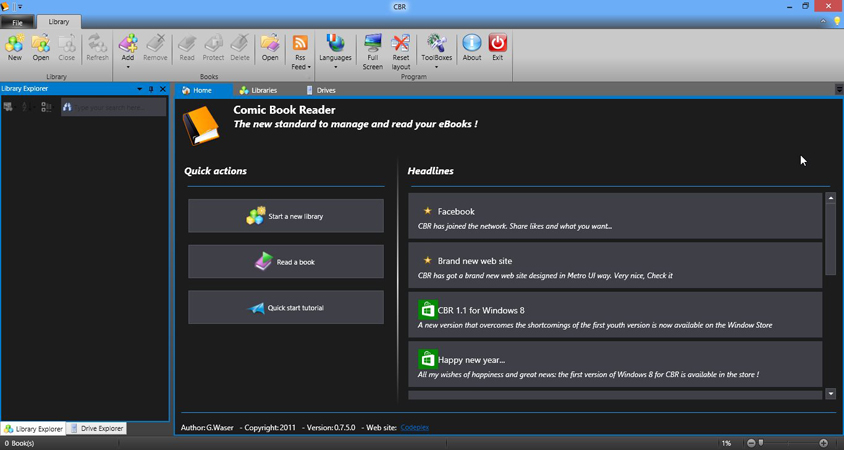 CBR
File
Library
New
Open
Close
Refresh
Add
Remove
Read
Protect
Delete
Open
Rss
Feed
Languages
Full
Screen
Reset
layout
ToolBoxes
About
Exit
Library
Books
Program
Library Explorer
Type your search here...
Home
Libraries
Drives
Comic Book Reader
The new standard to manage and read your eBooks !
Quick actions
Start a new library
Read a book
Quick start tutorial
Headlines
Facebook
CBR has joined the network. Share likes and what you want...
Brand new web site
CBR has got a brand new web site designed in Metro UI way. Very nice, Check it
CBR 1.1 for Windows 8
A new version that overcomes the shortcomings of the first youth version is now available on the Window Store
Happy new year...
All my wishes of happiness and great news: the first version of Windows 8 for CBR is available in the store !
Author:G.Waser - Copyright:2011 - Version:0.7.5.0 - Web site: Codeplex
Library Explorer
Drive Explorer
0 Book(s)
1%